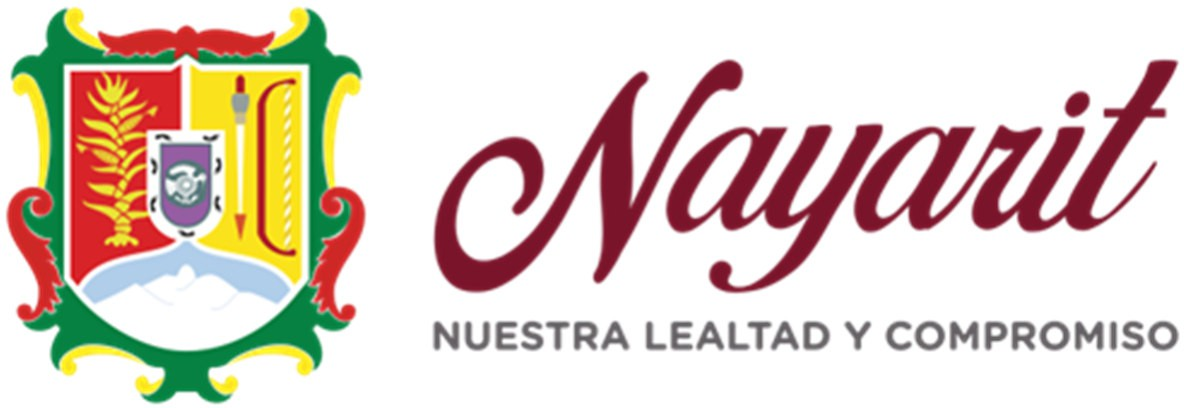 Nayarit
NUESTRA LEALTAD Y COMPROMISO